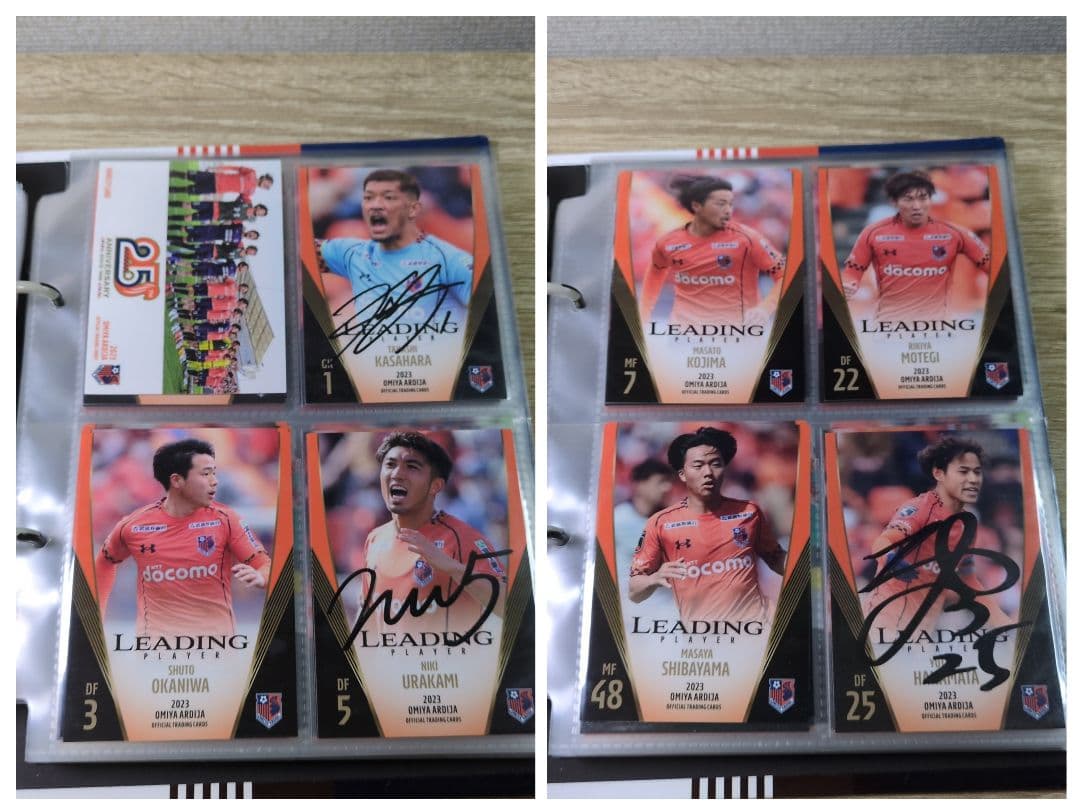 25TH
ANNIVERSARY
2023
OMIYA ARDIJA
LEADING
PLAYER
KASAHARA
GK
1
2023
OMIYA ARDIJA
OFFICIAL TRADING CARDS
docomo
LEADING
PLAYER
SHUTO
OKANIWA
DF
3
2023
OMIYA ARDIJA
OFFICIAL TRADING CARDS
5
LEADING
PLAYER
NIKI
URAKAMI
DF
5
2023
OMIYA ARDIJA
OFFICIAL TRADING CARDS
docomo
LEADING
PLAYER
MASATO
KOJIMA
MF
7
2023
OMIYA ARDIJA
OFFICIAL TRADING CARDS
docomo
LEADING
PLAYER
RIKIYA
MOTEGI
DF
22
2023
OMIYA ARDIJA
OFFICIAL TRADING CARDS
docomo
LEADING
PLAYER
MASAYA
SHIBAYAMA
MF
48
2023
OMIYA ARDIJA
OFFICIAL TRADING CARDS
LEADING
PLAYER
25
DF
25
2023
OMIYA ARDIJA
OFFICIAL TRADING CARDS